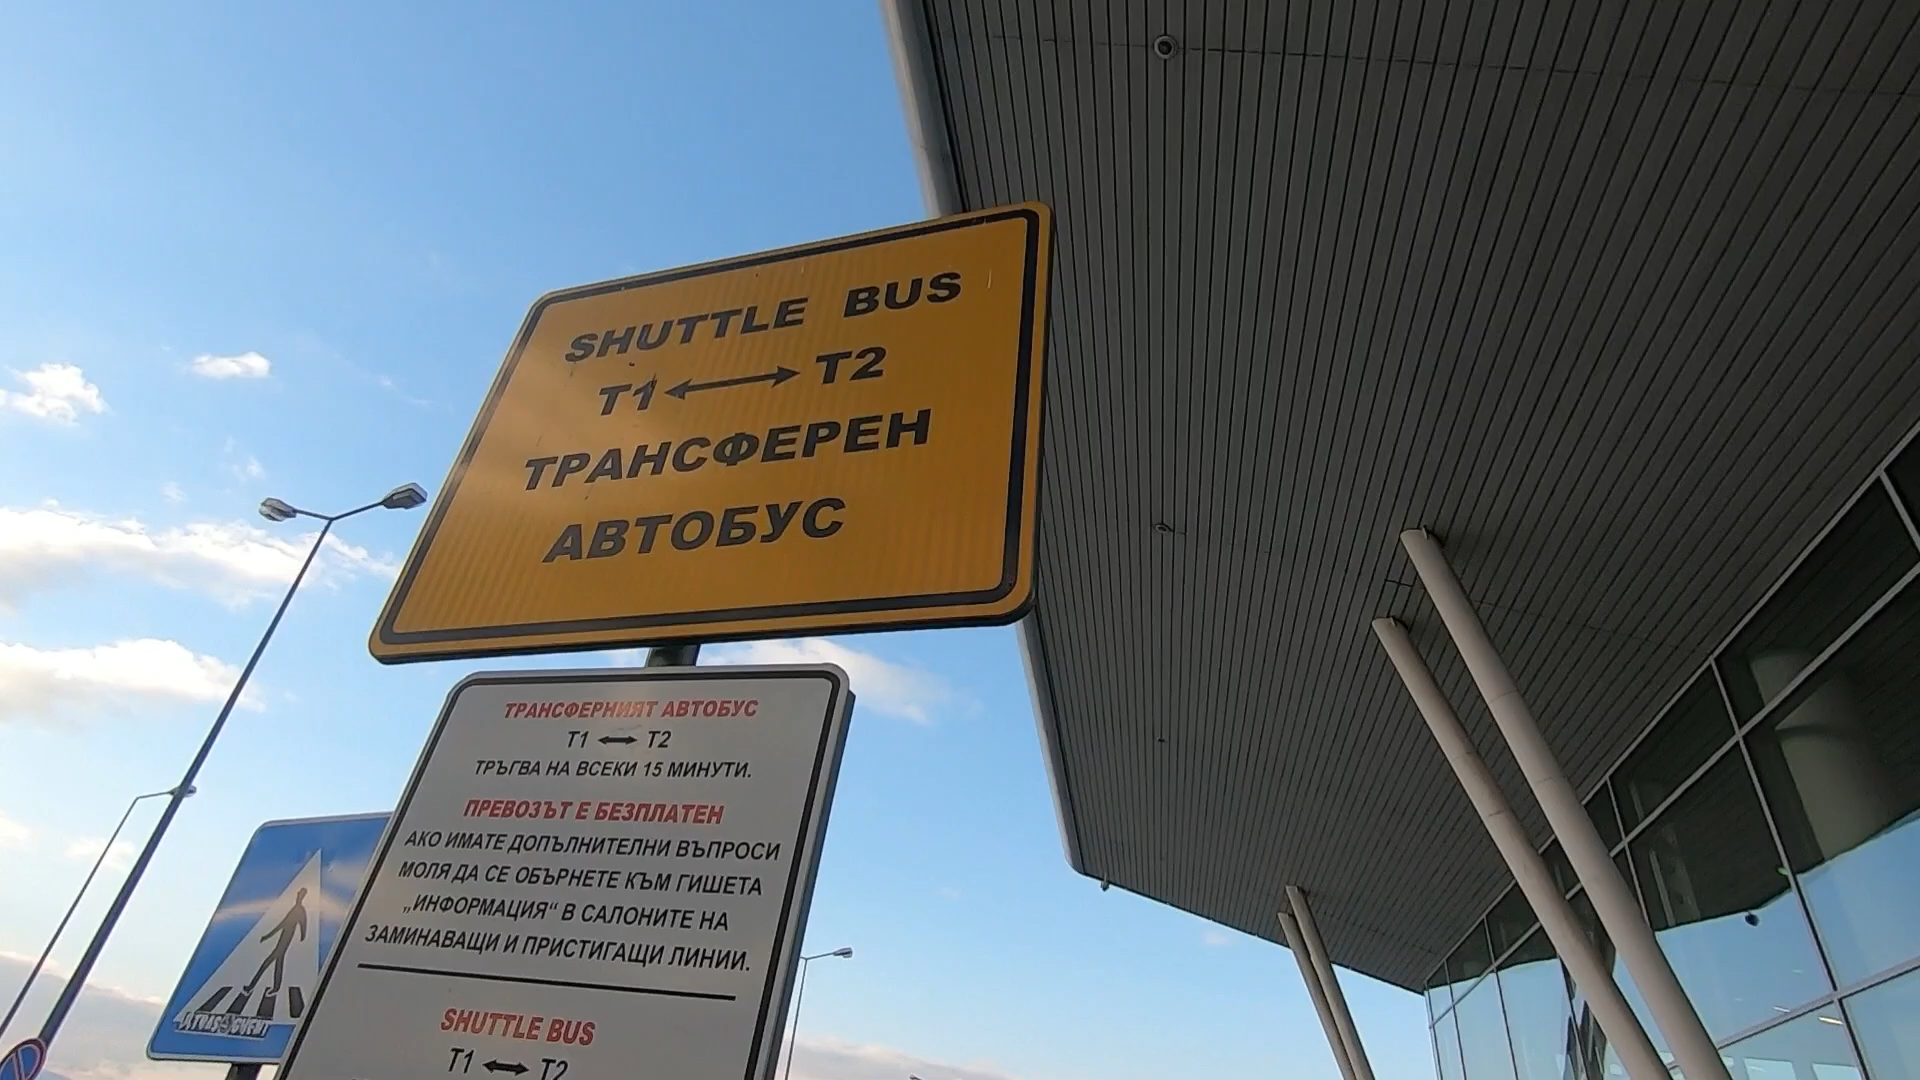 SHUTTLE BUS
T1 ↔ T2
ТРАНСФЕРЕН
АВТОБУС
ТРАНСФЕРНИЯТ АВТОБУС
T1 ↔ T2
ТРЪГВА НА ВСЕКИ 15 МИНУТИ.
ПРЕВОЗЪТ Е БЕЗПЛАТЕН
АКО ИМАТЕ ДОПЪЛНИТЕЛНИ ВЪПРОСИ
МОЛЯ ДА СЕ ОБЪРНЕТЕ КЪМ ГИШЕТА
„ИНФОРМАЦИЯ“ В САЛОНИТЕ НА
ЗАМИНАВАЩИ И ПРИСТИГАЩИ ЛИНИИ.
SHUTTLE BUS
T1 ↔ T2